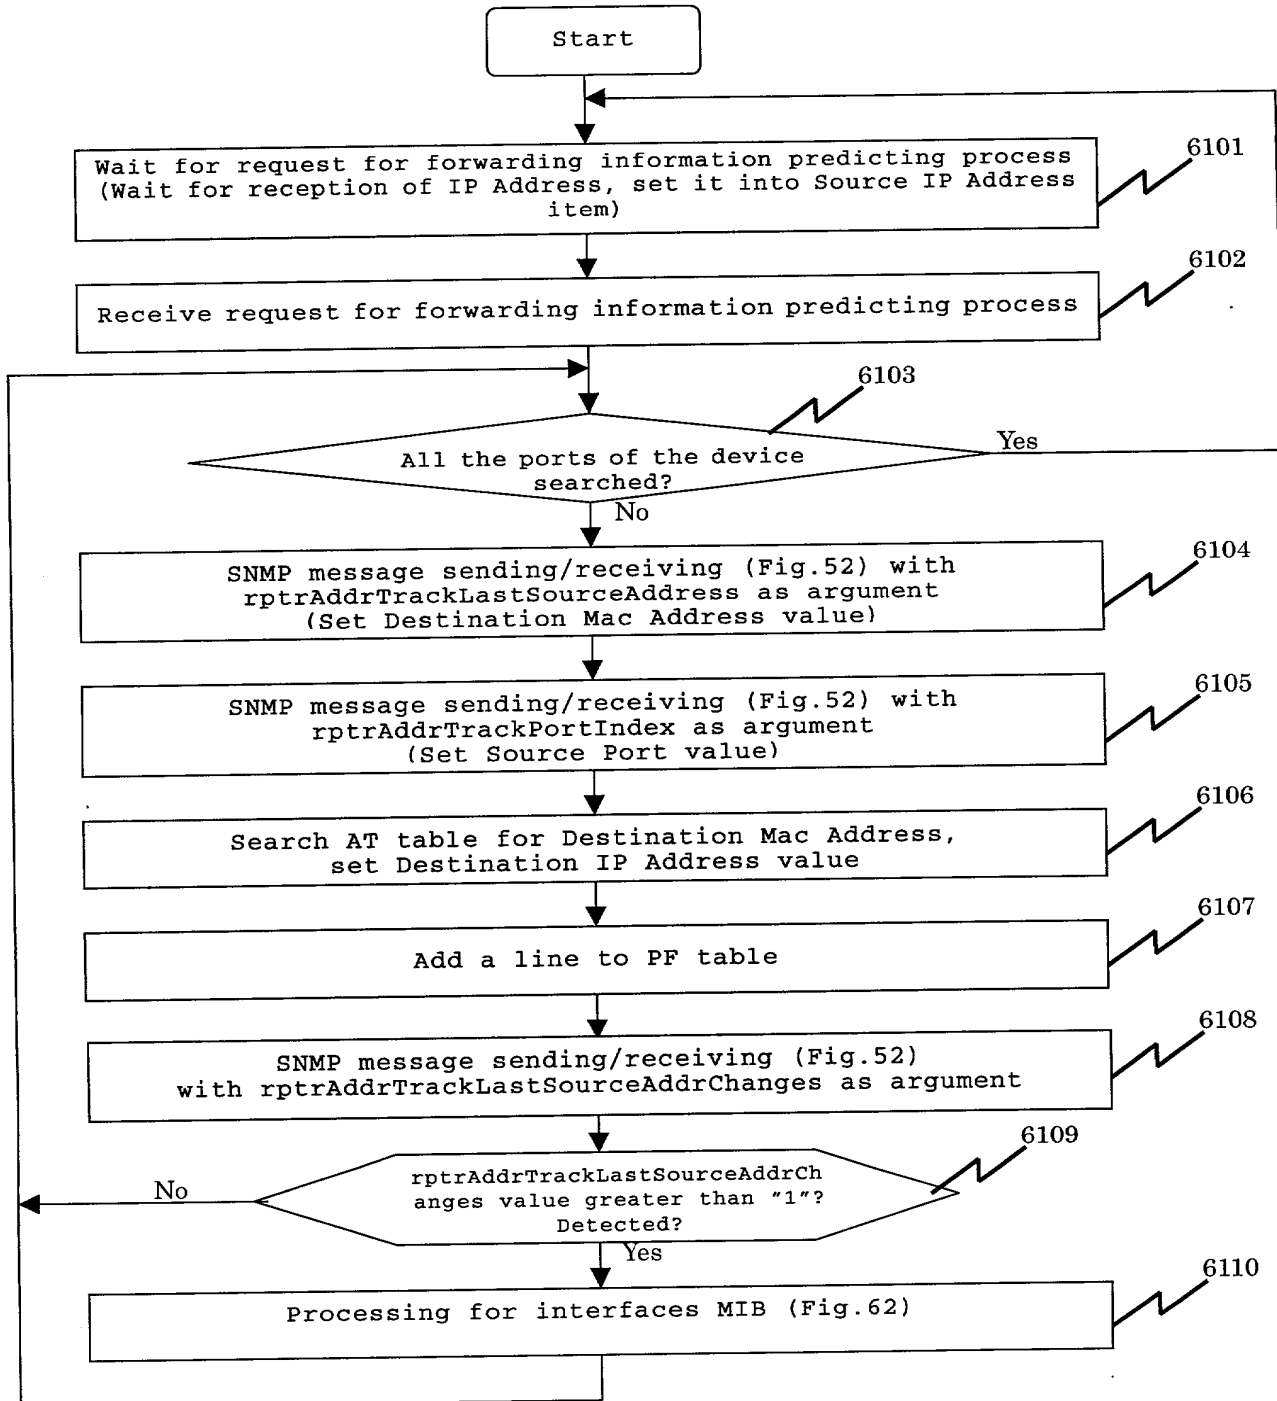 Start
Wait for request for forwarding information predicting process
(Wait for reception of IP Address, set it into Source IP Address
item)
6101
Receive request for forwarding information predicting process
6102
6103
All the ports of the device
searched?
Yes
No
SNMP message sending/receiving (Fig.52) with
rptrAddrTrackLastSourceAddress as argument
(Set Destination Mac Address value)
6104
SNMP message sending/receiving (Fig.52) with
rptrAddrTrackPortIndex as argument
(Set Source Port value)
6105
Search AT table for Destination Mac Address,
set Destination IP Address value
6106
Add a line to PF table
6107
SNMP message sending/receiving (Fig.52)
with rptrAddrTrackLastSourceAddrChanges as argument
6108
6109
rptrAddrTrackLastSourceAddrCh
anges value greater than "1"?
Detected?
No
Yes
Processing for interfaces MIB (Fig.62)
6110